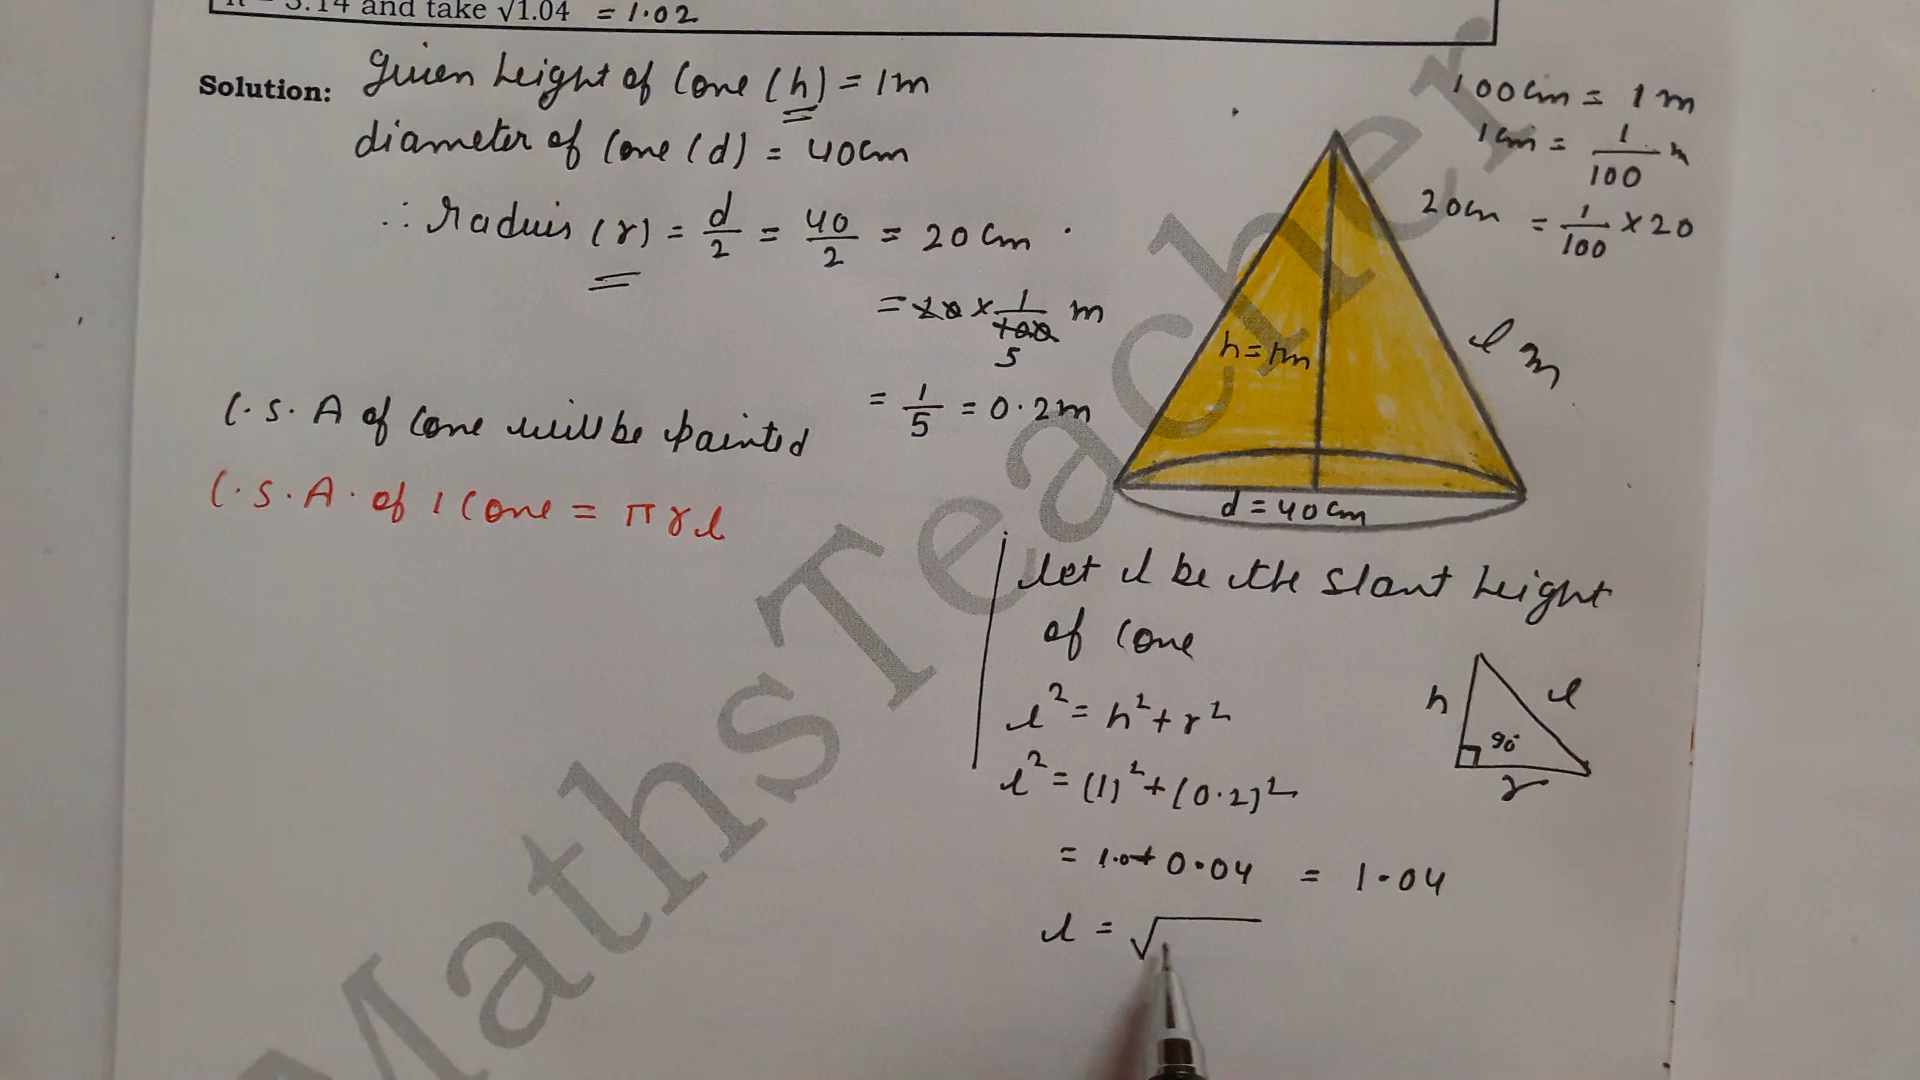 π = 3.14 and take √1.04 = 1.02
Solution: Given height of Cone (h) = 1m
diameter of Cone (d) = 40cm
∴ Raduis (r) = d/2 = 40/2 = 20 cm
= 20 × 1/100 m
5
= 1/5 = 0.2m
C.S.A of Cone will be painted
C.S.A. of 1 Cone = πrl
100cm = 1m
1cm = 1/100 m
20cm = 1/100 × 20
h=1m
l m
d = 40cm
Let l be the slant height
of Cone
l² = h² + r²
l² = (1)² + (0.2)²
= 1.0+ 0.04 = 1.04
l = √
h
l
90°
r
MathsTeacher